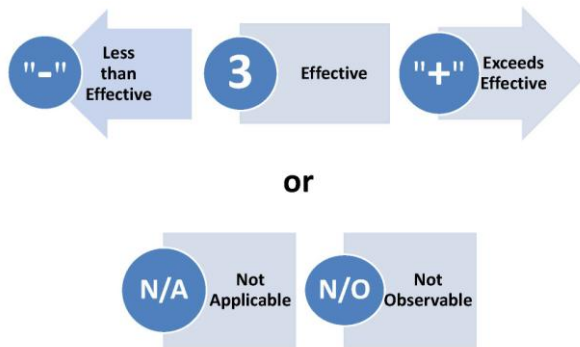 "-"
Less
than
Effective
3
Effective
"+"
Exceeds
Effective
or
N/A
Not
Applicable
N/O
Not
Observable